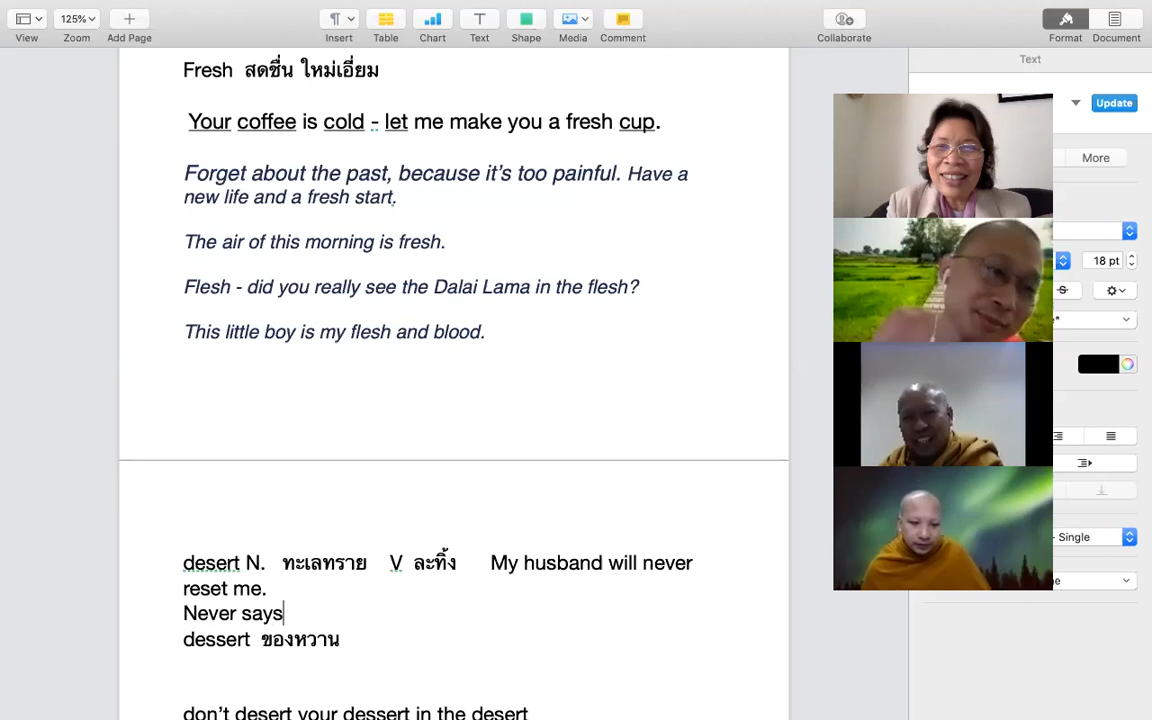 View
125%
Zoom
Add Page
Insert
Table
Chart
Text
Shape
Media
Comment
Collaborate
Format
Document
Text
Update
More
18 pt
- Single
Fresh สดชื่น ใหม่เอี่ยม
Your coffee is cold - let me make you a fresh cup.
Forget about the past, because it’s too painful. Have a
new life and a fresh start.
The air of this morning is fresh.
Flesh - did you really see the Dalai Lama in the flesh?
This little boy is my flesh and blood.
desert N. ทะเลทราย V ละทิ้ง My husband will never
reset me.
Never says
dessert ของหวาน
don’t desert your dessert in the desert